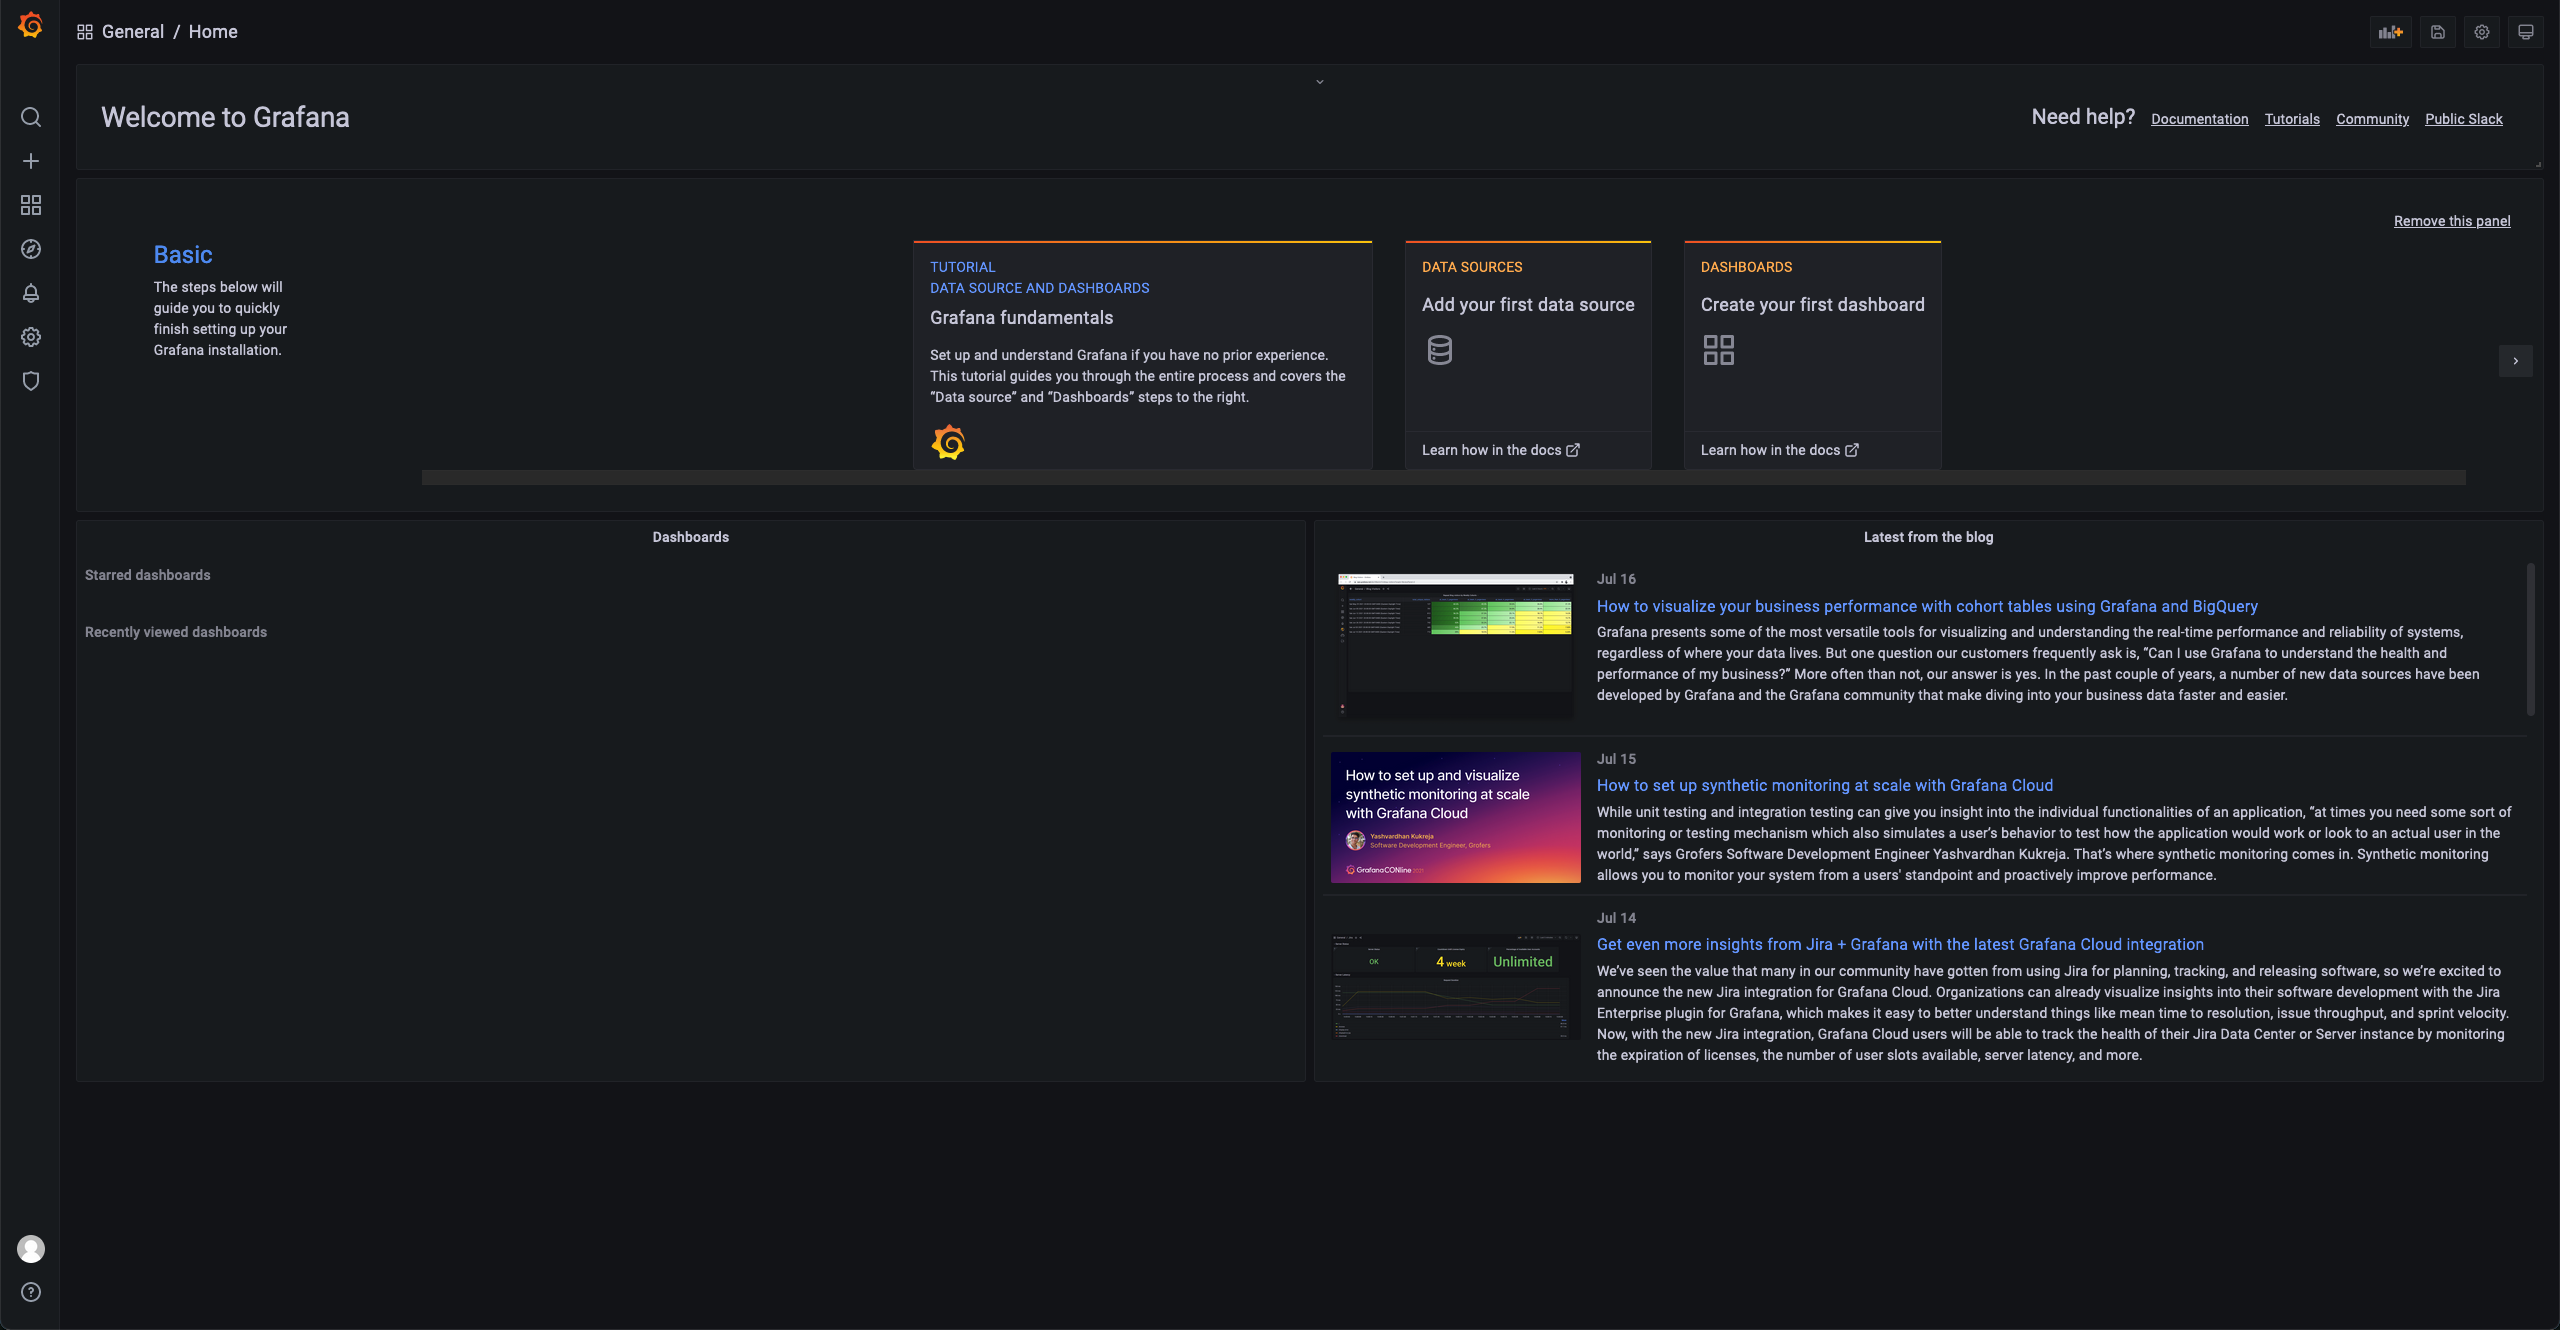 General / Home
Welcome to Grafana
Need help? Documentation Tutorials Community Public Slack
Remove this panel
Basic
The steps below will
guide you to quickly
finish setting up your
Grafana installation.
TUTORIAL
DATA SOURCE AND DASHBOARDS
Grafana fundamentals
Set up and understand Grafana if you have no prior experience.
This tutorial guides you through the entire process and covers the
“Data source” and “Dashboards” steps to the right.
DATA SOURCES
Add your first data source
Learn how in the docs
DASHBOARDS
Create your first dashboard
Learn how in the docs
Dashboards
Starred dashboards
Recently viewed dashboards
Latest from the blog
Jul 16
How to visualize your business performance with cohort tables using Grafana and BigQuery
Grafana presents some of the most versatile tools for visualizing and understanding the real-time performance and reliability of systems,
regardless of where your data lives. But one question our customers frequently ask is, “Can I use Grafana to understand the health and
performance of my business?” More often than not, our answer is yes. In the past couple of years, a number of new data sources have been
developed by Grafana and the Grafana community that make diving into your business data faster and easier.
How to set up and visualize
synthetic monitoring at scale
with Grafana Cloud
Yashvardhan Kukreja
Software Development Engineer, Grofers
GrafanaCONline
Jul 15
How to set up synthetic monitoring at scale with Grafana Cloud
While unit testing and integration testing can give you insight into the individual functionalities of an application, “at times you need some sort of
monitoring or testing mechanism which also simulates a user’s behavior to test how the application would work or look to an actual user in the
world,” says Grofers Software Development Engineer Yashvardhan Kukreja. That’s where synthetic monitoring comes in. Synthetic monitoring
allows you to monitor your system from a users' standpoint and proactively improve performance.
OK
4 week
Unlimited
Jul 14
Get even more insights from Jira + Grafana with the latest Grafana Cloud integration
We’ve seen the value that many in our community have gotten from using Jira for planning, tracking, and releasing software, so we’re excited to
announce the new Jira integration for Grafana Cloud. Organizations can already visualize insights into their software development with the Jira
Enterprise plugin for Grafana, which makes it easy to better understand things like mean time to resolution, issue throughput, and sprint velocity.
Now, with the new Jira integration, Grafana Cloud users will be able to track the health of their Jira Data Center or Server instance by monitoring
the expiration of licenses, the number of user slots available, server latency, and more.